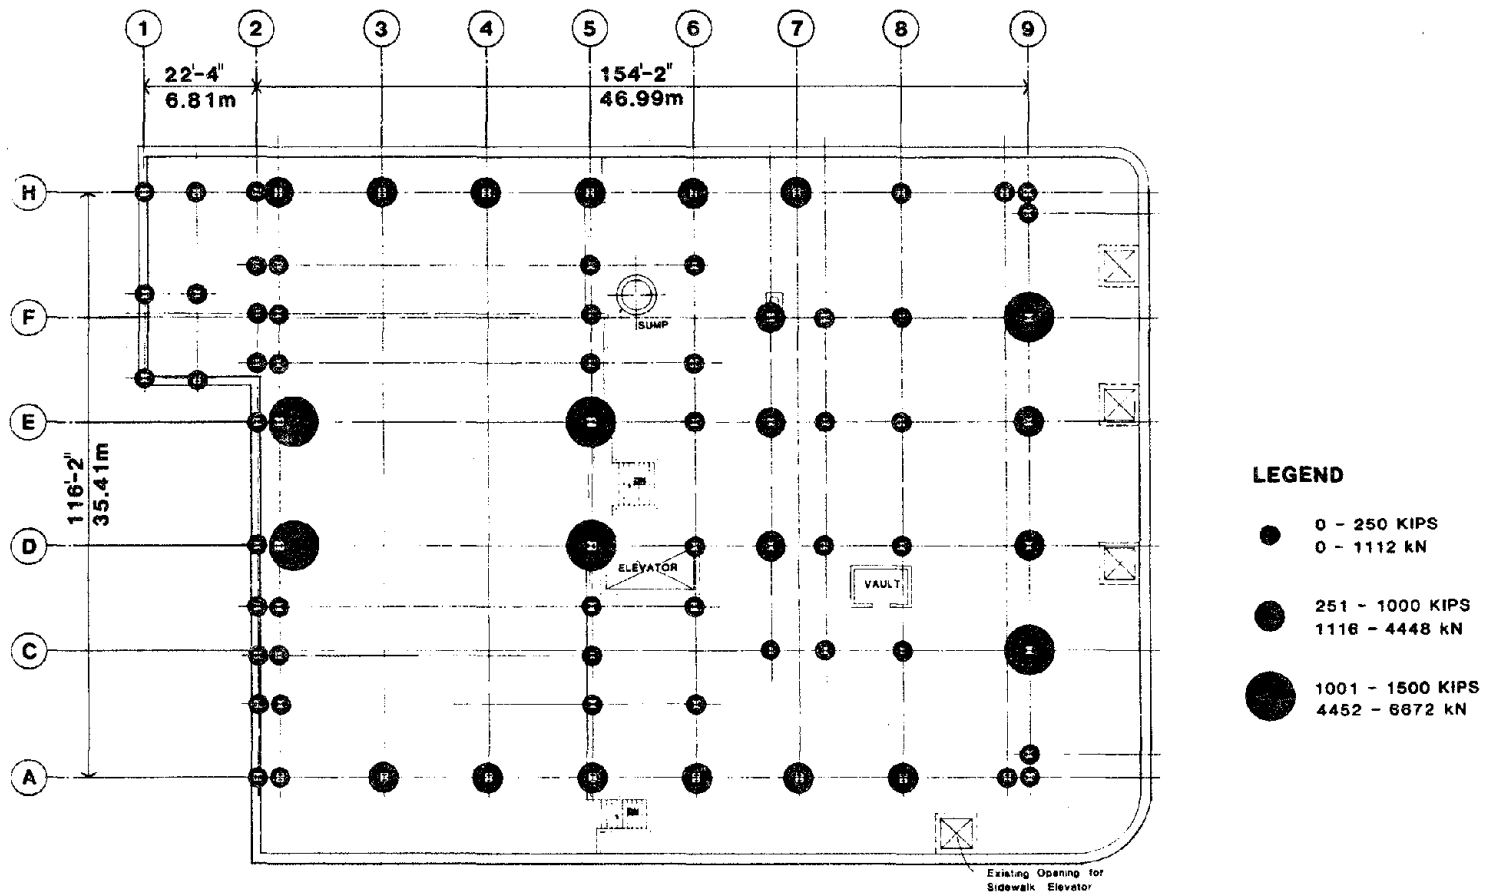 1 2 3 4 5 6 7 8 9
22'-4"
6.81m
154'-2"
46.99m
H
F
SUMP
E
116'-2"
35.41m
D
ELEVATOR
VAULT
C
A
Existing Opening for
Sidewalk Elevator
LEGEND
0 - 250 KIPS
0 - 1112 kN
251 - 1000 KIPS
1116 - 4448 kN
1001 - 1500 KIPS
4452 - 6672 kN